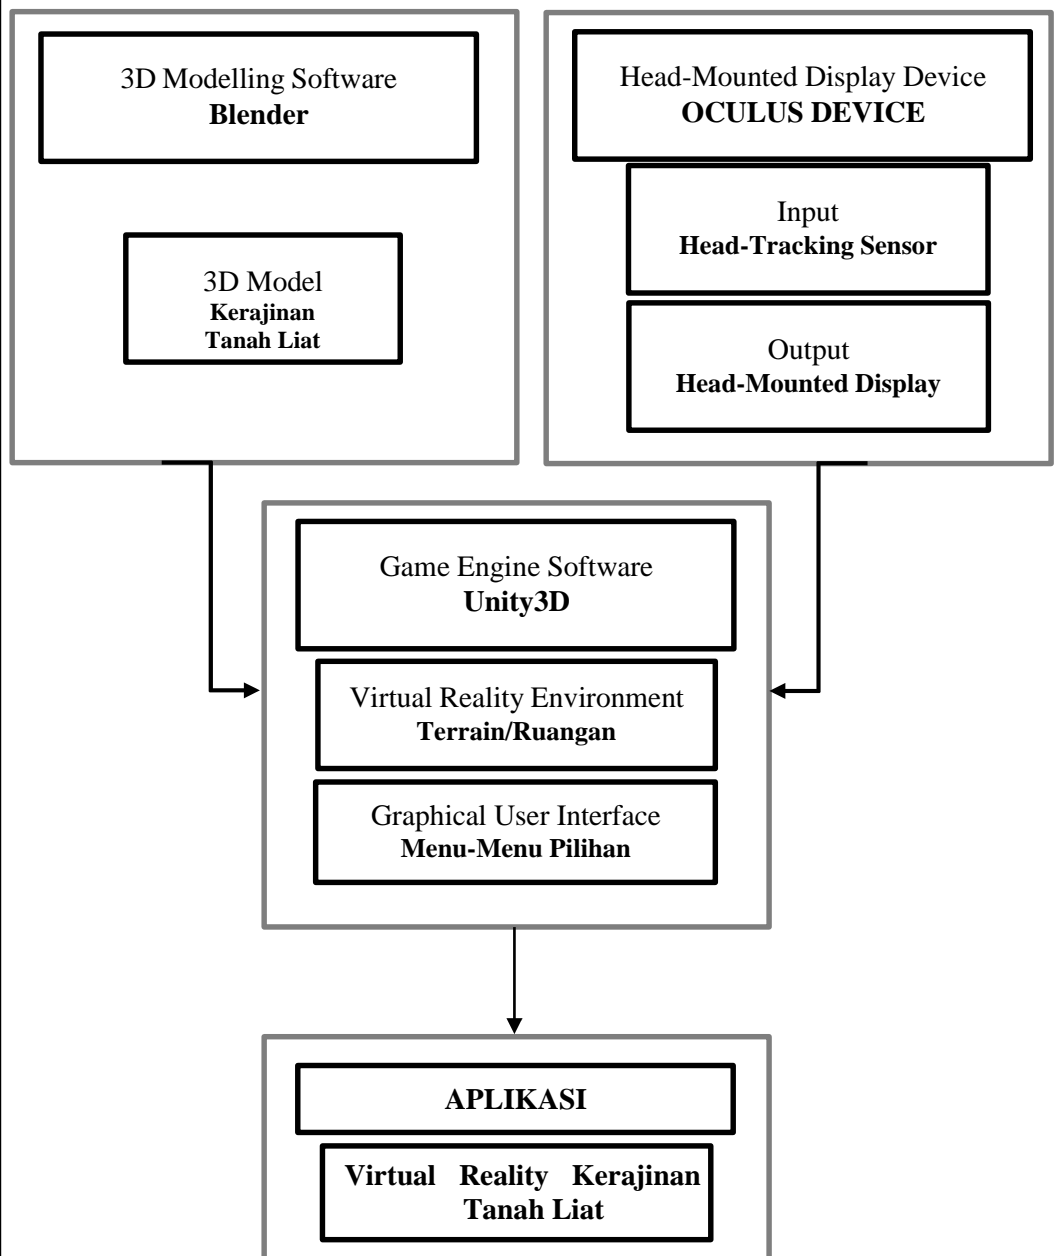 3D Modelling Software
Blender
3D Model
Kerajinan
Tanah Liat
Head-Mounted Display Device
OCULUS DEVICE
Input
Head-Tracking Sensor
Output
Head-Mounted Display
Game Engine Software
Unity3D
Virtual Reality Environment
Terrain/Ruangan
Graphical User Interface
Menu-Menu Pilihan
APLIKASI
Virtual Reality Kerajinan
Tanah Liat